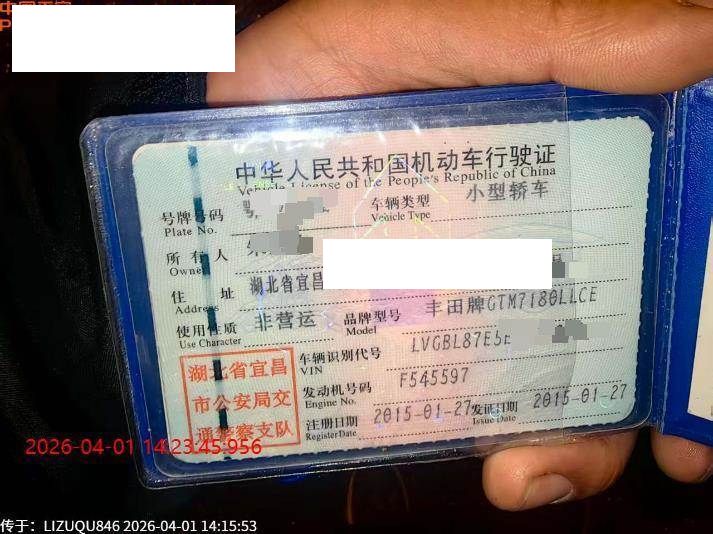 中华人民共和国机动车行驶证
Vehicle License of the People's Republic of China
号牌号码
Plate No.
车辆类型 小型轿车
Vehicle Type
所有人
Owner
住址 湖北省宜昌
Address
使用性质 非营运
Use Character
品牌型号 丰田牌GTM7180LLCE
Model
车辆识别代号 LVGBL87E5
VIN
发动机号码 F545597
Engine No.
注册日期 2015-01-27
Register Date
发证日期 2015-01-27
Issue Date
湖北省宜昌
市公安局交
通警察支队
2026-04-01 14:23:45.956
传于：LIZUQU846 2026-04-01 14:15:53